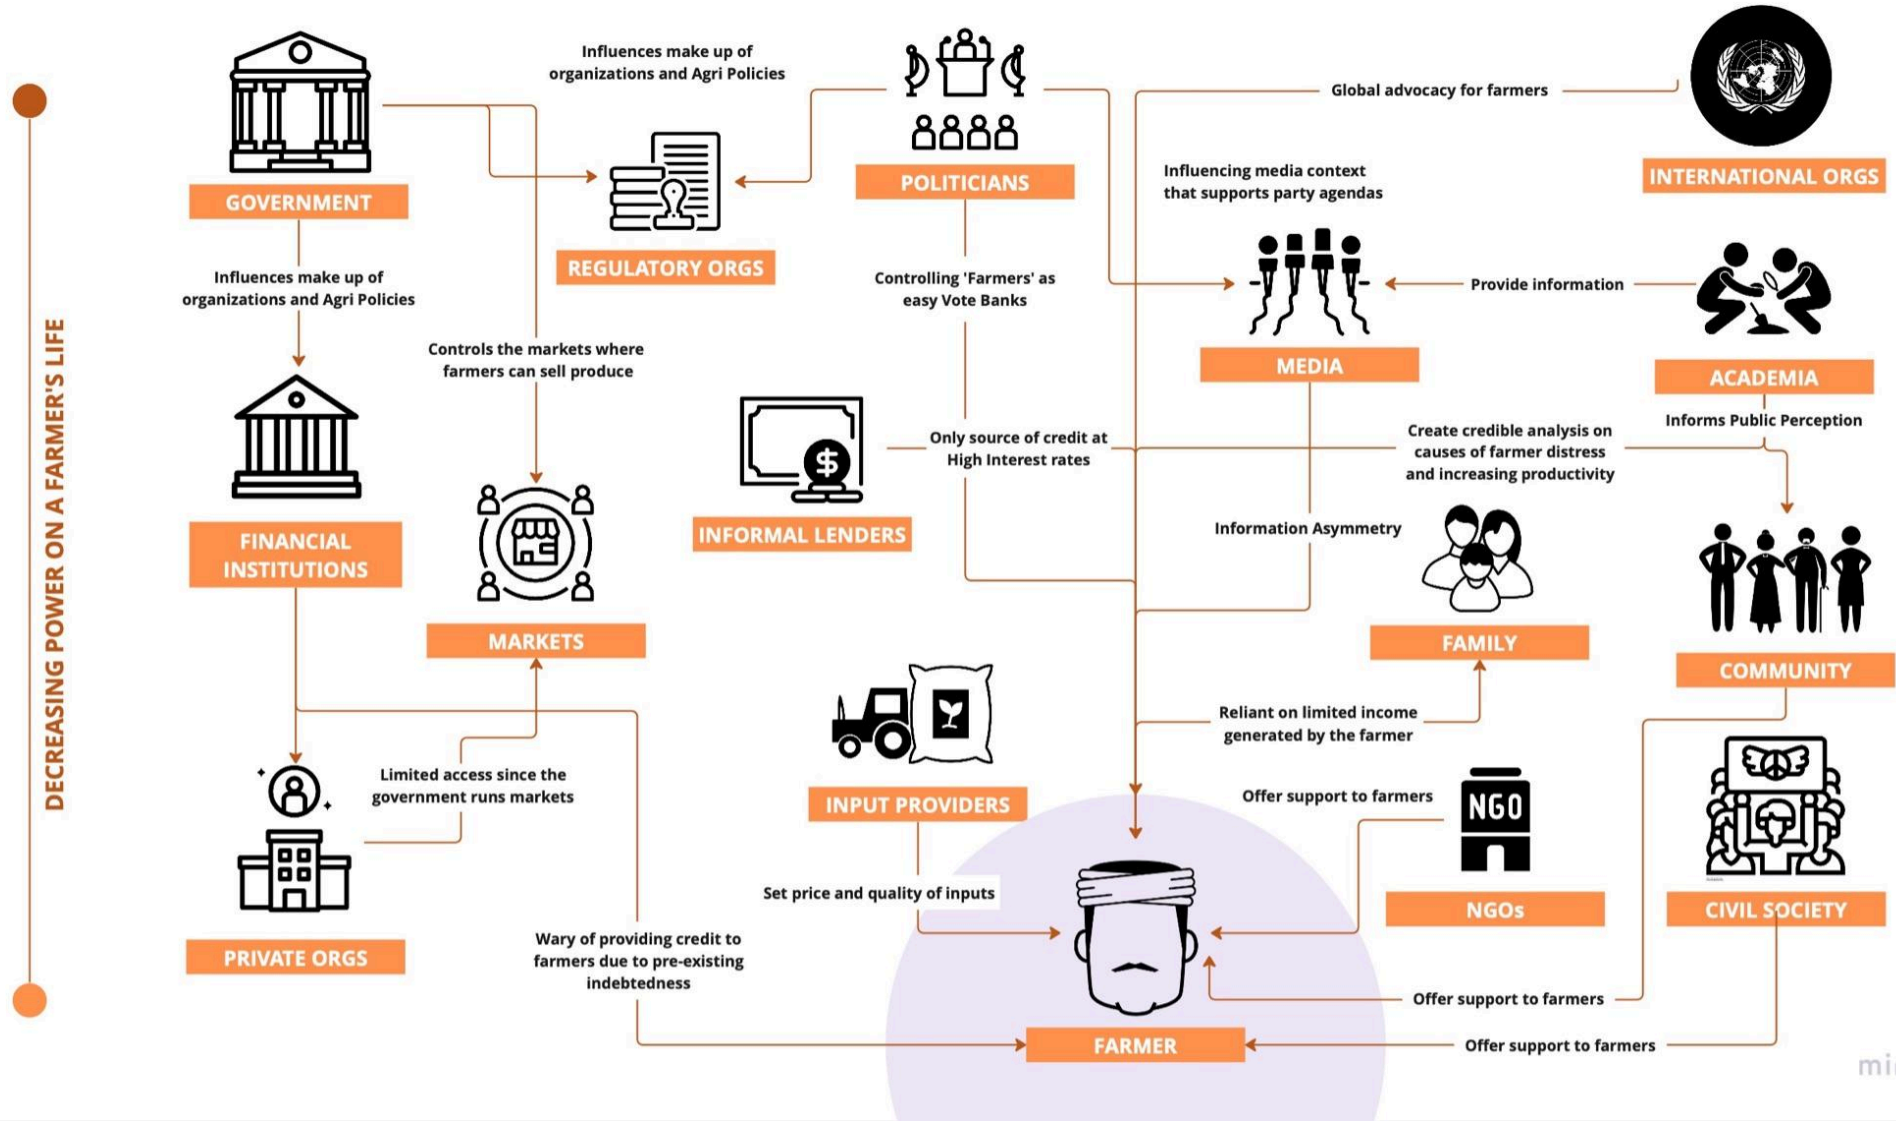 Influences make up of
organizations and Agri Policies
Global advocacy for farmers
GOVERNMENT
POLITICIANS
INTERNATIONAL ORGS
Influencing media context
that supports party agendas
REGULATORY ORGS
Influences make up of
organizations and Agri Policies
Controlling 'Farmers' as
easy Vote Banks
Provide information
Controls the markets where
farmers can sell produce
MEDIA
ACADEMIA
Informs Public Perception
Only source of credit at
High Interest rates
Create credible analysis on
causes of farmer distress
and increasing productivity
DECREASING POWER ON A FARMER'S LIFE
$
FINANCIAL
INSTITUTIONS
INFORMAL LENDERS
Information Asymmetry
MARKETS
FAMILY
COMMUNITY
Reliant on limited income
generated by the farmer
Limited access since the
government runs markets
INPUT PROVIDERS
Offer support to farmers
NGO
Set price and quality of inputs
NGOs
CIVIL SOCIETY
PRIVATE ORGS
Wary of providing credit to
farmers due to pre-existing
indebtedness
Offer support to farmers
FARMER
Offer support to farmers